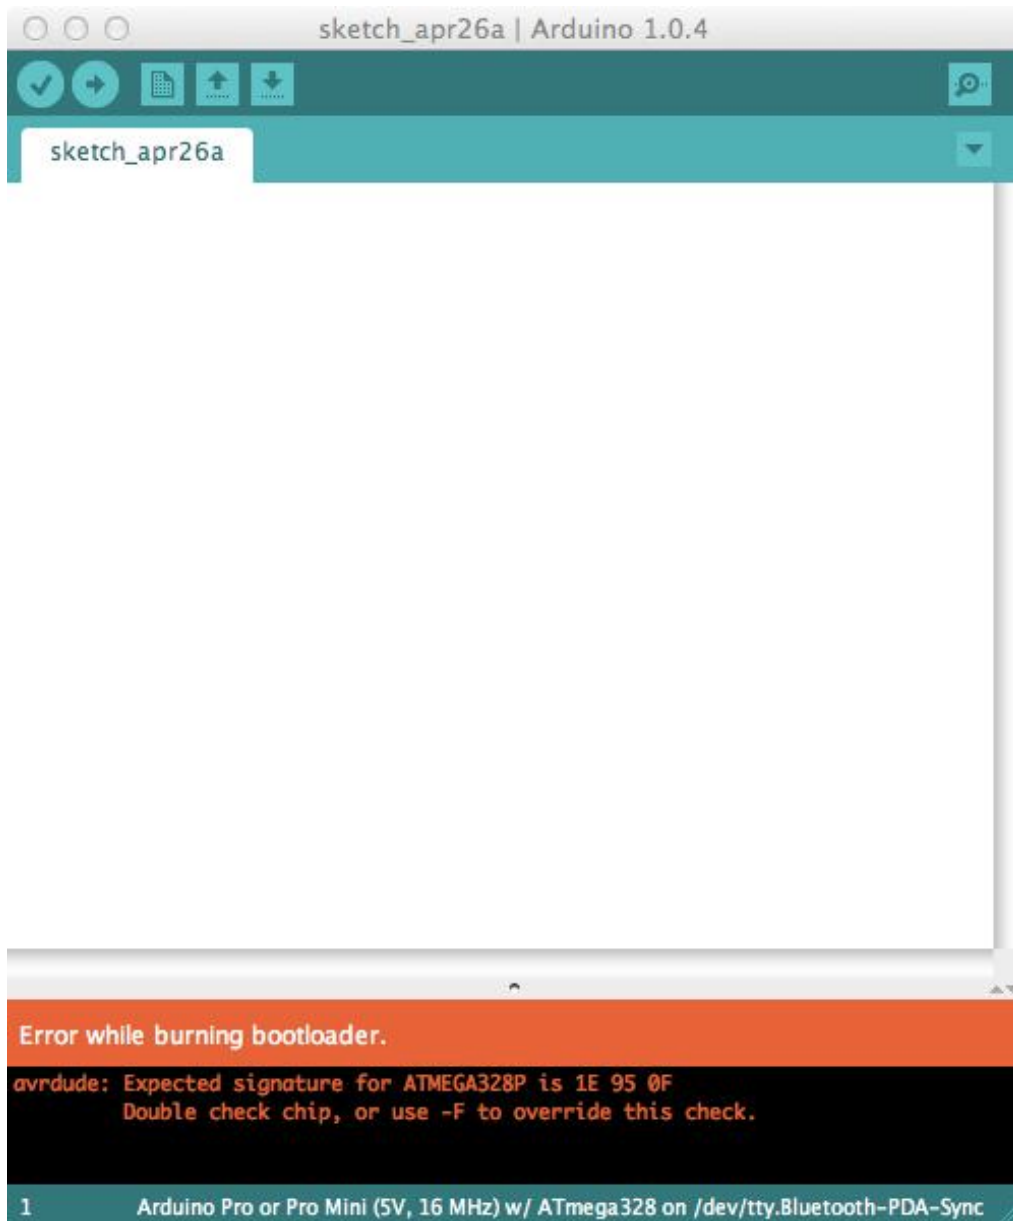 sketch_apr26a | Arduino 1.0.4
sketch_apr26a
Error while burning bootloader.
avrdude: Expected signature for ATMEGA328P is 1E 95 0F
Double check chip, or use -F to override this check.
1 Arduino Pro or Pro Mini (5V, 16 MHz) w/ ATmega328 on /dev/tty.Bluetooth-PDA-Sync